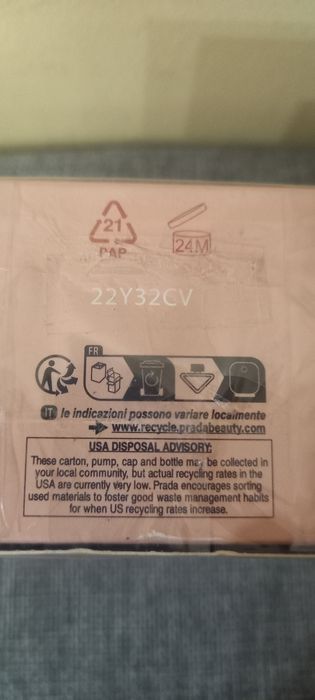 21
PAP
24M
22Y32CV
FR
IT le indicazioni possono variare localmente
www.recycle.pradabeauty.com
USA DISPOSAL ADVISORY:
These carton, pump, cap and bottle may be collected in
your local community, but actual recycling rates in the
USA are currently very low. Prada encourages sorting
used materials to foster good waste management habits
for when US recycling rates increase.